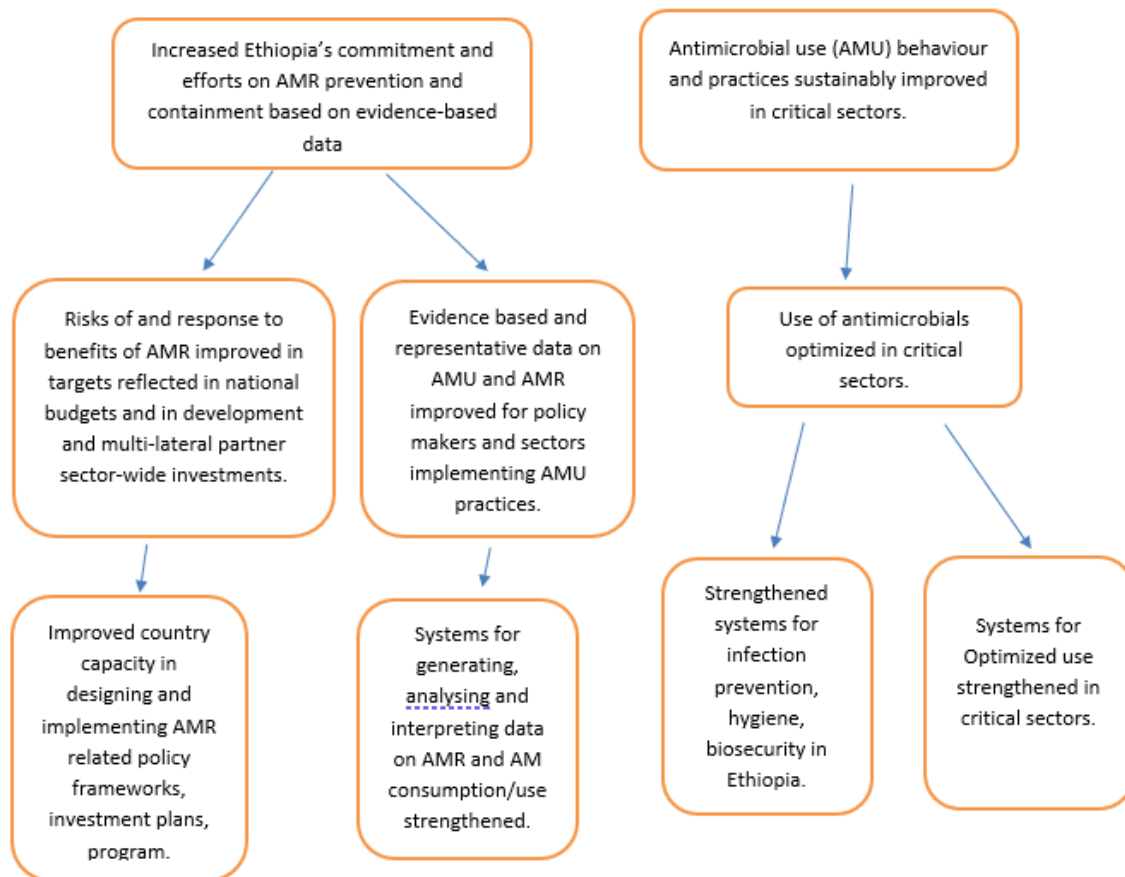 Increased Ethiopia’s commitment and
efforts on AMR prevention and
containment based on evidence-based
data
Antimicrobial use (AMU) behaviour
and practices sustainably improved
in critical sectors.
Risks of and response to
benefits of AMR improved in
targets reflected in national
budgets and in development
and multi-lateral partner
sector-wide investments.
Evidence based and
representative data on
AMU and AMR
improved for policy
makers and sectors
implementing AMU
practices.
Use of antimicrobials
optimized in critical
sectors.
Improved country
capacity in
designing and
implementing AMR
related policy
frameworks,
investment plans,
program.
Systems for
generating,
analysing and
interpreting data
on AMR and AM
consumption/use
strengthened.
Strengthened
systems for
infection
prevention,
hygiene,
biosecurity in
Ethiopia.
Systems for
Optimized use
strengthened in
critical sectors.